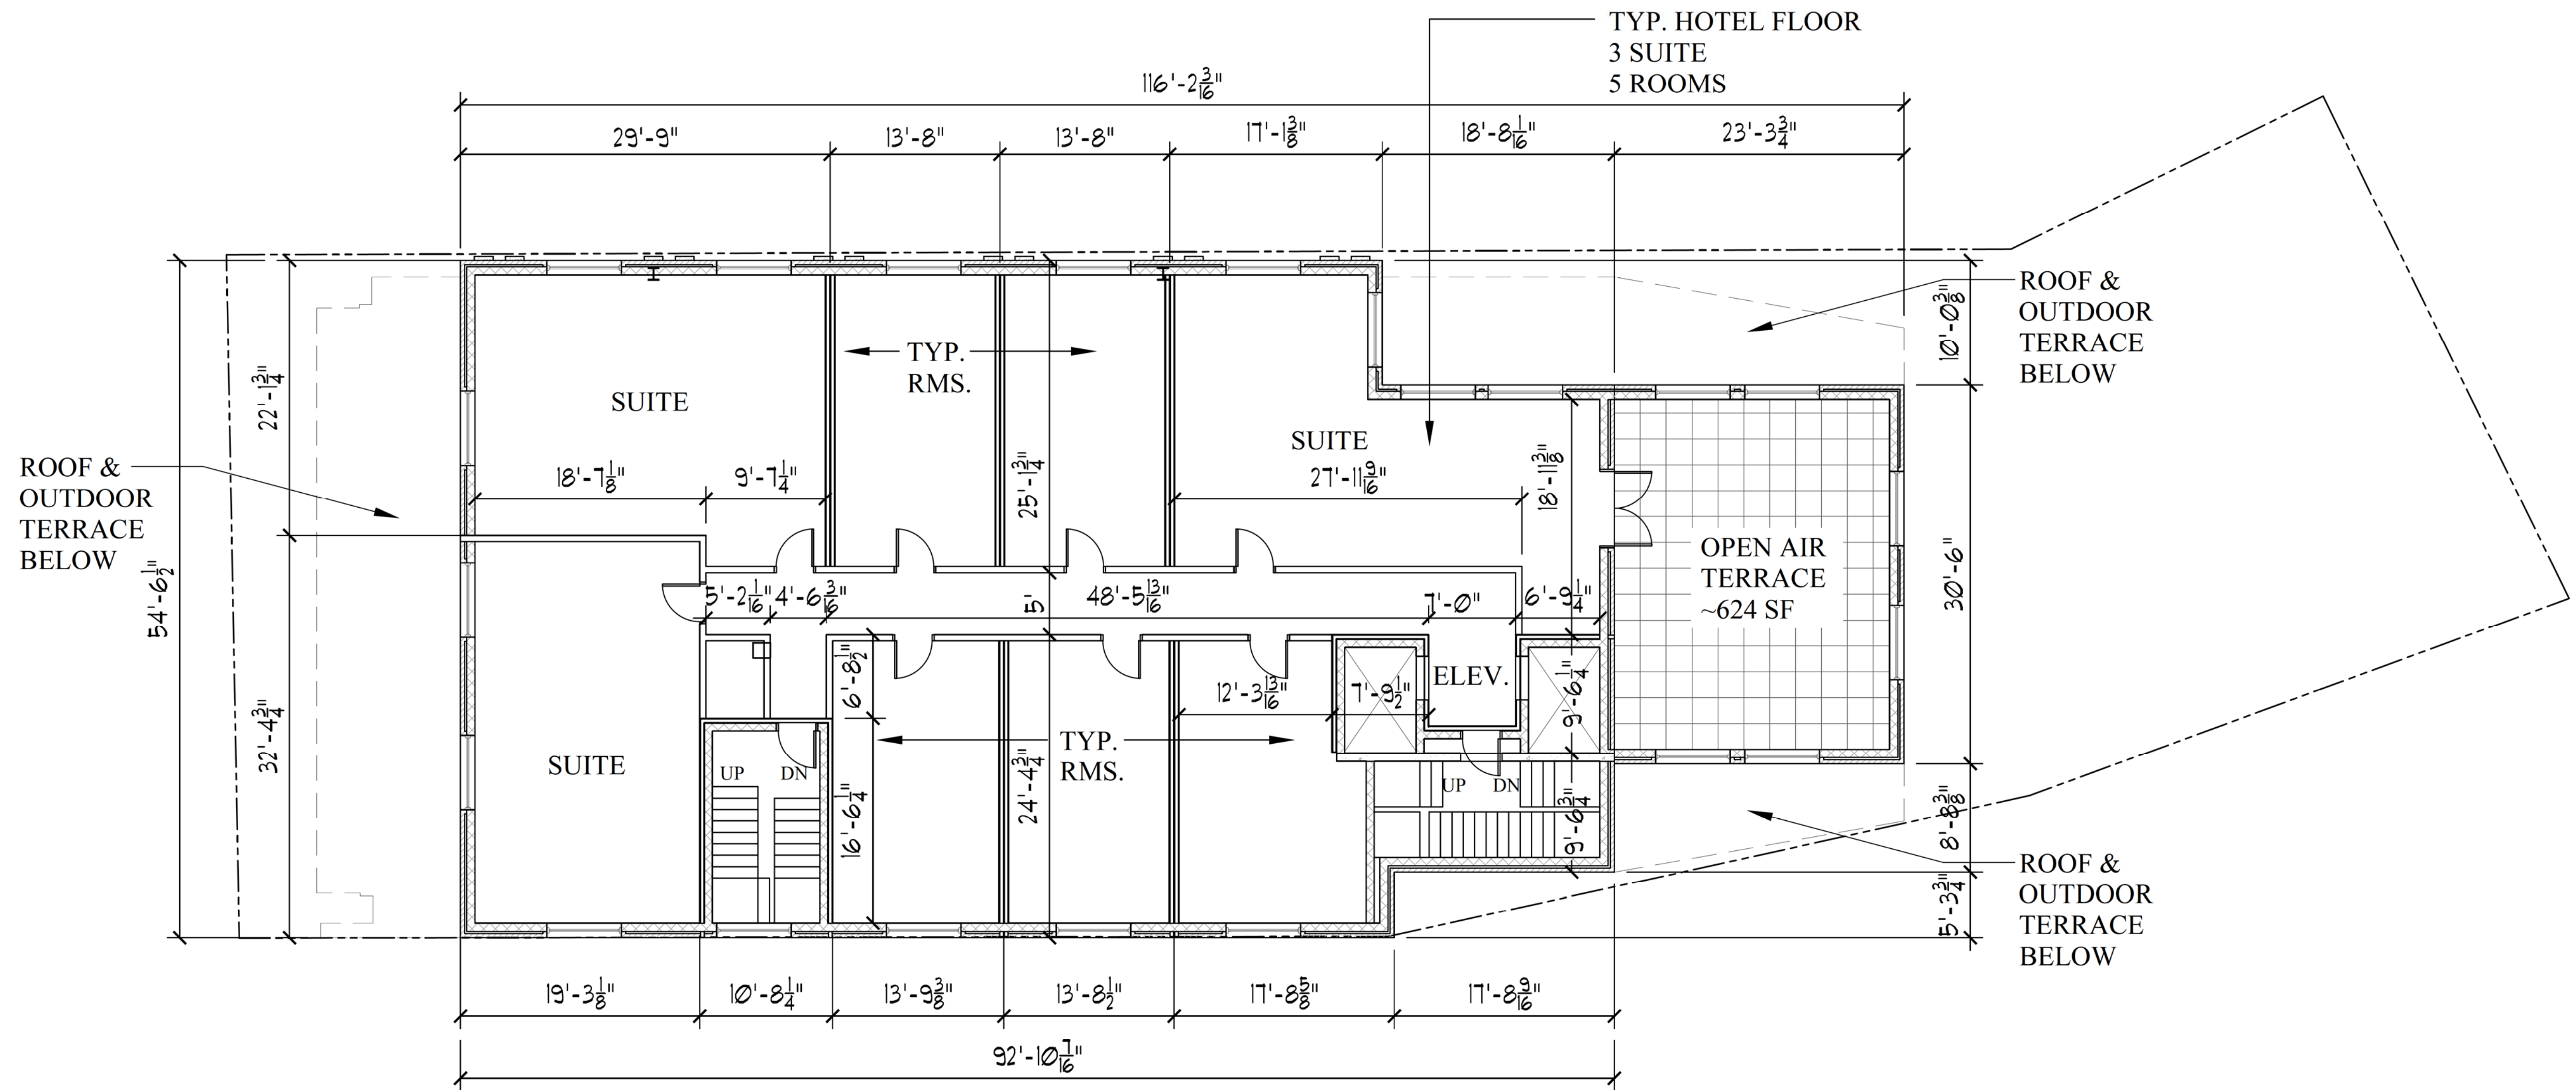 TYP. HOTEL FLOOR
3 SUITE
5 ROOMS
116'-2 3/16"
29'-9"
13'-8"
13'-8"
17'-1 3/8"
18'-8 1/16"
23'-3 3/4"
ROOF &
OUTDOOR
TERRACE
BELOW
10'-0 3/8"
TYP.
RMS.
SUITE
SUITE
22'-1 3/4"
18'-7 1/8"
9'-7 1/4"
25'-1 3/4"
27'-11 9/16"
18'-11 3/8"
ROOF &
OUTDOOR
TERRACE
BELOW
54'-6 1/2"
OPEN AIR
TERRACE
~624 SF
30'-6"
5'-2 1/16"
4'-6 3/16"
5'
48'-5 13/16"
7'-0"
6'-9 1/4"
6'-8 1/2"
ELEV.
12'-3 13/16"
7'-9 1/2"
9'-6 1/4"
32'-4 3/4"
SUITE
UP
DN
TYP.
RMS.
16'-6 1/4"
24'-4 3/4"
UP
DN
9'-6 3/4"
8'-8 3/8"
5'-3 3/4"
ROOF &
OUTDOOR
TERRACE
BELOW
19'-3 1/8"
10'-8 1/4"
13'-9 3/8"
13'-8 1/2"
17'-8 5/8"
17'-8 9/16"
92'-10 7/16"